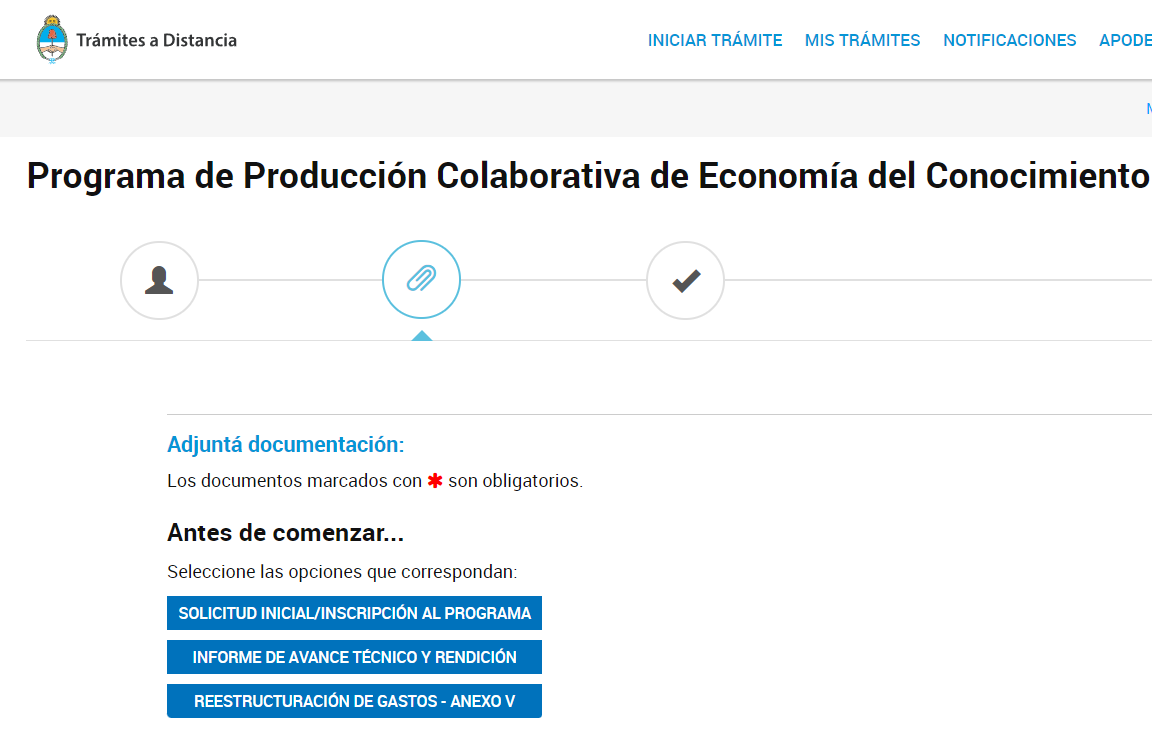 Trámites a Distancia
INICIAR TRÁMITE MIS TRÁMITES NOTIFICACIONES APODE
Programa de Producción Colaborativa de Economía del Conocimiento
Adjuntá documentación:
Los documentos marcados con ✱ son obligatorios.
Antes de comenzar...
Seleccione las opciones que correspondan:
SOLICITUD INICIAL/INSCRIPCIÓN AL PROGRAMA
INFORME DE AVANCE TÉCNICO Y RENDICIÓN
REESTRUCTURACIÓN DE GASTOS - ANEXO V